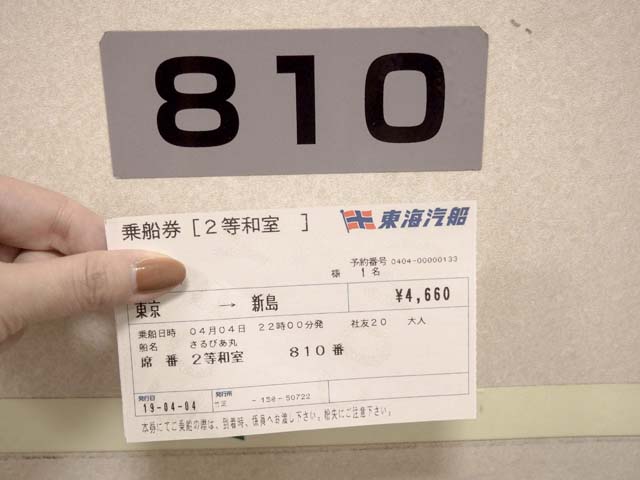 810
乗船券 [２等和室　] 東海汽船
予約番号 0404-00000133
様 １名
東京 → 新島 ¥4,660
乗船日時 ０４月０４日 ２２時００分発 社友２０ 大人
船名 さるびあ丸
席 番 ２等和室 ８１０番
発行日 発行所
19-04-04 -158-50722
本券にてご乗船の際は、到着時、係員へお渡し下さい。紛失にご注意下さい。